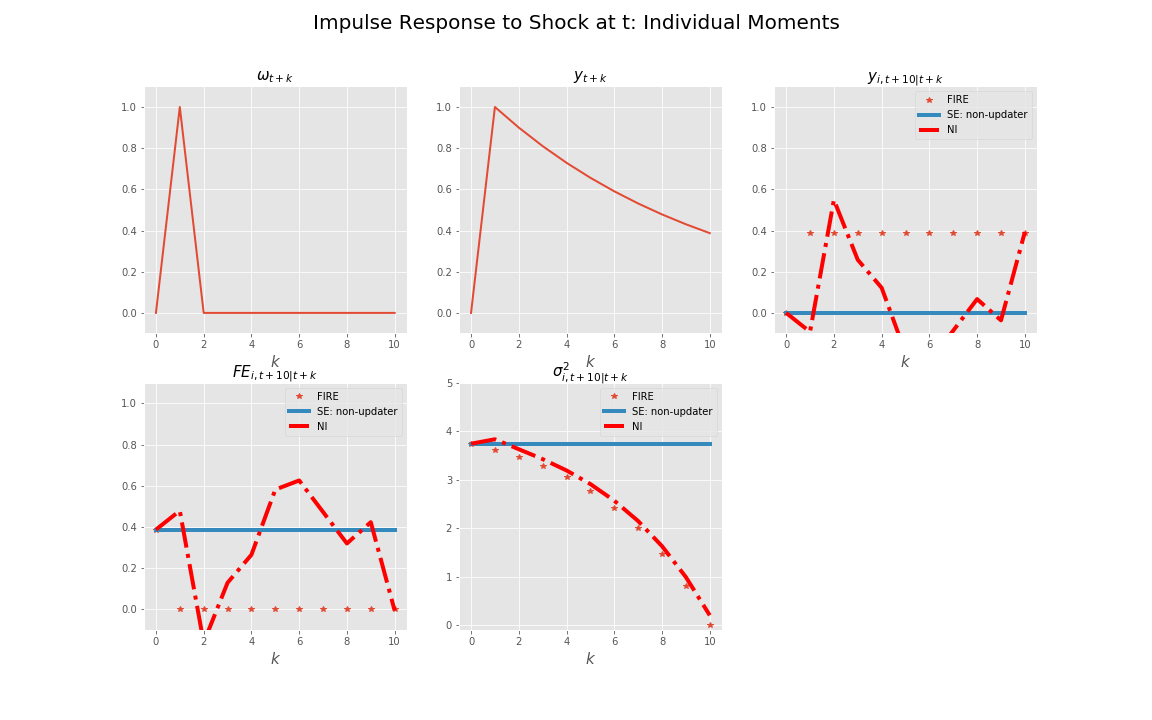 Impulse Response to Shock at t: Individual Moments
ω_{t+k}
1.0
0.8
0.6
0.4
0.2
0.0
0 2 4 6 8 10
k
y_{t+k}
1.0
0.8
0.6
0.4
0.2
0.0
0 2 4 6 8 10
k
y_{i,t+10|t+k}
FIRE
SE: non-updater
NI
1.0
0.8
0.6
0.4
0.2
0.0
0 2 4 6 8 10
k
FE_{i,t+10|t+k}
FIRE
SE: non-updater
NI
1.0
0.8
0.6
0.4
0.2
0.0
0 2 4 6 8 10
k
σ²_{i,t+10|t+k}
FIRE
SE: non-updater
NI
5
4
3
2
1
0
0 2 4 6 8 10
k